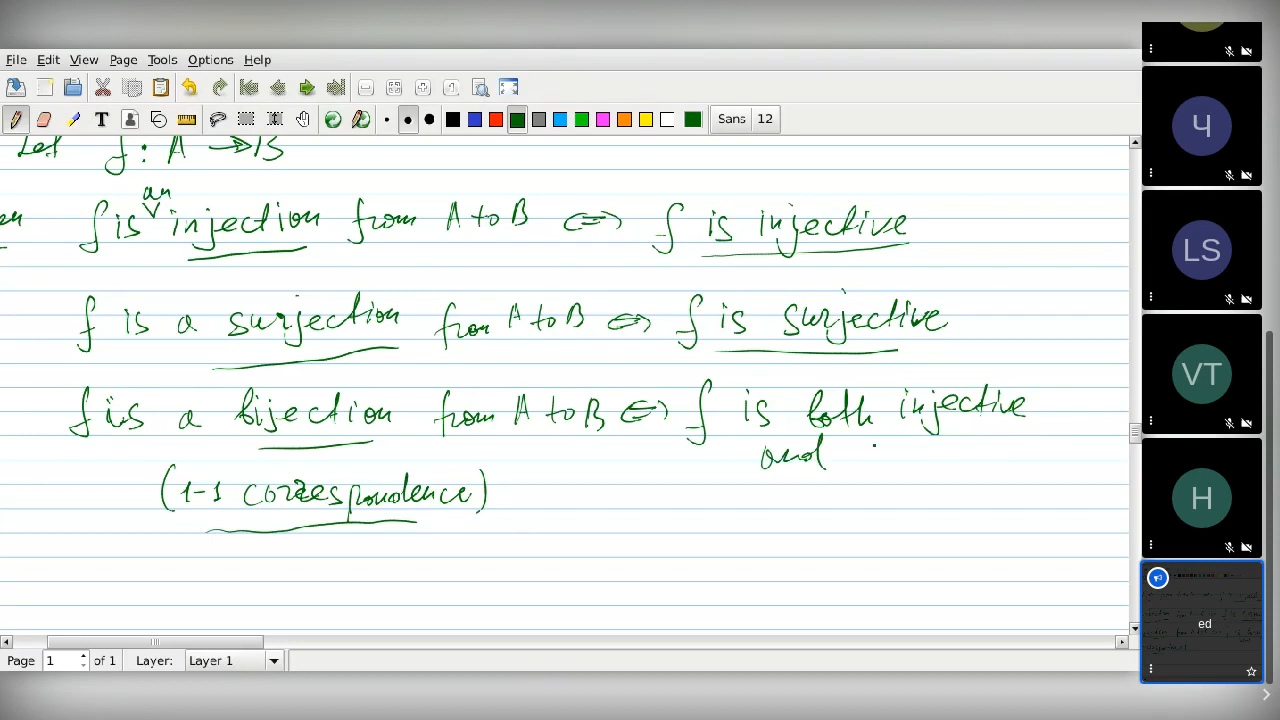 File Edit View Page Tools Options Help
Sans 12
Let f : A → B
an
f is injection from A to B ⇔ f is injective
f is a surjection from A to B ⇔ f is surjective
f is a bijection from A to B ⇔ f is both injective
and
(1-1 correspondence)
Page 1 of 1 Layer: Layer 1
Ч
LS
VT
H
ed